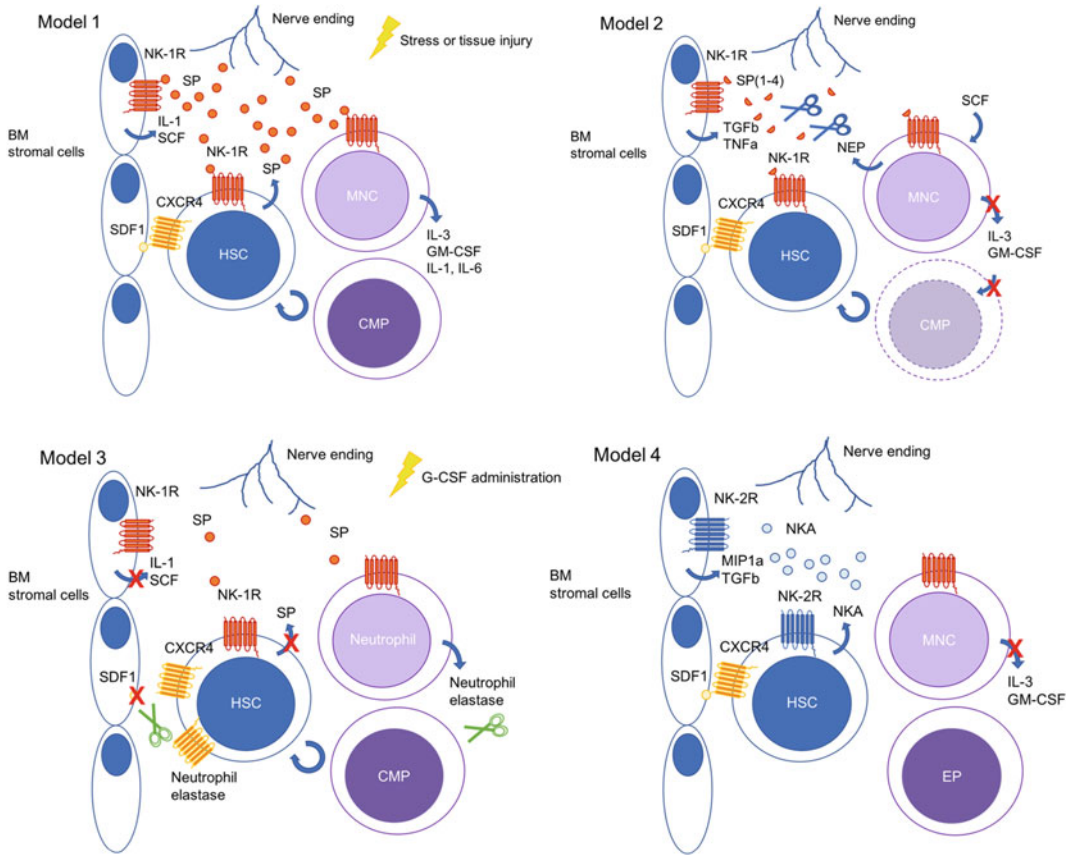 Model 1
Nerve ending
Stress or tissue injury
NK-1R
SP
SP
IL-1
SCF
BM
stromal cells
NK-1R
SP
MNC
CXCR4
SDF1
HSC
IL-3
GM-CSF
IL-1, IL-6
CMP
Model 2
Nerve ending
NK-1R
SP(1-4)
SCF
TGFb
TNFa
BM
stromal cells
NEP
NK-1R
MNC
CXCR4
SDF1
HSC
X
IL-3
GM-CSF
X
CMP
Model 3
Nerve ending
G-CSF administration
NK-1R
SP
SP
IL-1
SCF
X
BM
stromal cells
NK-1R
SP
X
Neutrophil
CXCR4
SDF1
X
HSC
Neutrophil
elastase
Neutrophil
elastase
CMP
Model 4
Nerve ending
NK-2R
NKA
MIP1a
TGFb
BM
stromal cells
NK-2R
NKA
MNC
CXCR4
SDF1
HSC
X
IL-3
GM-CSF
EP